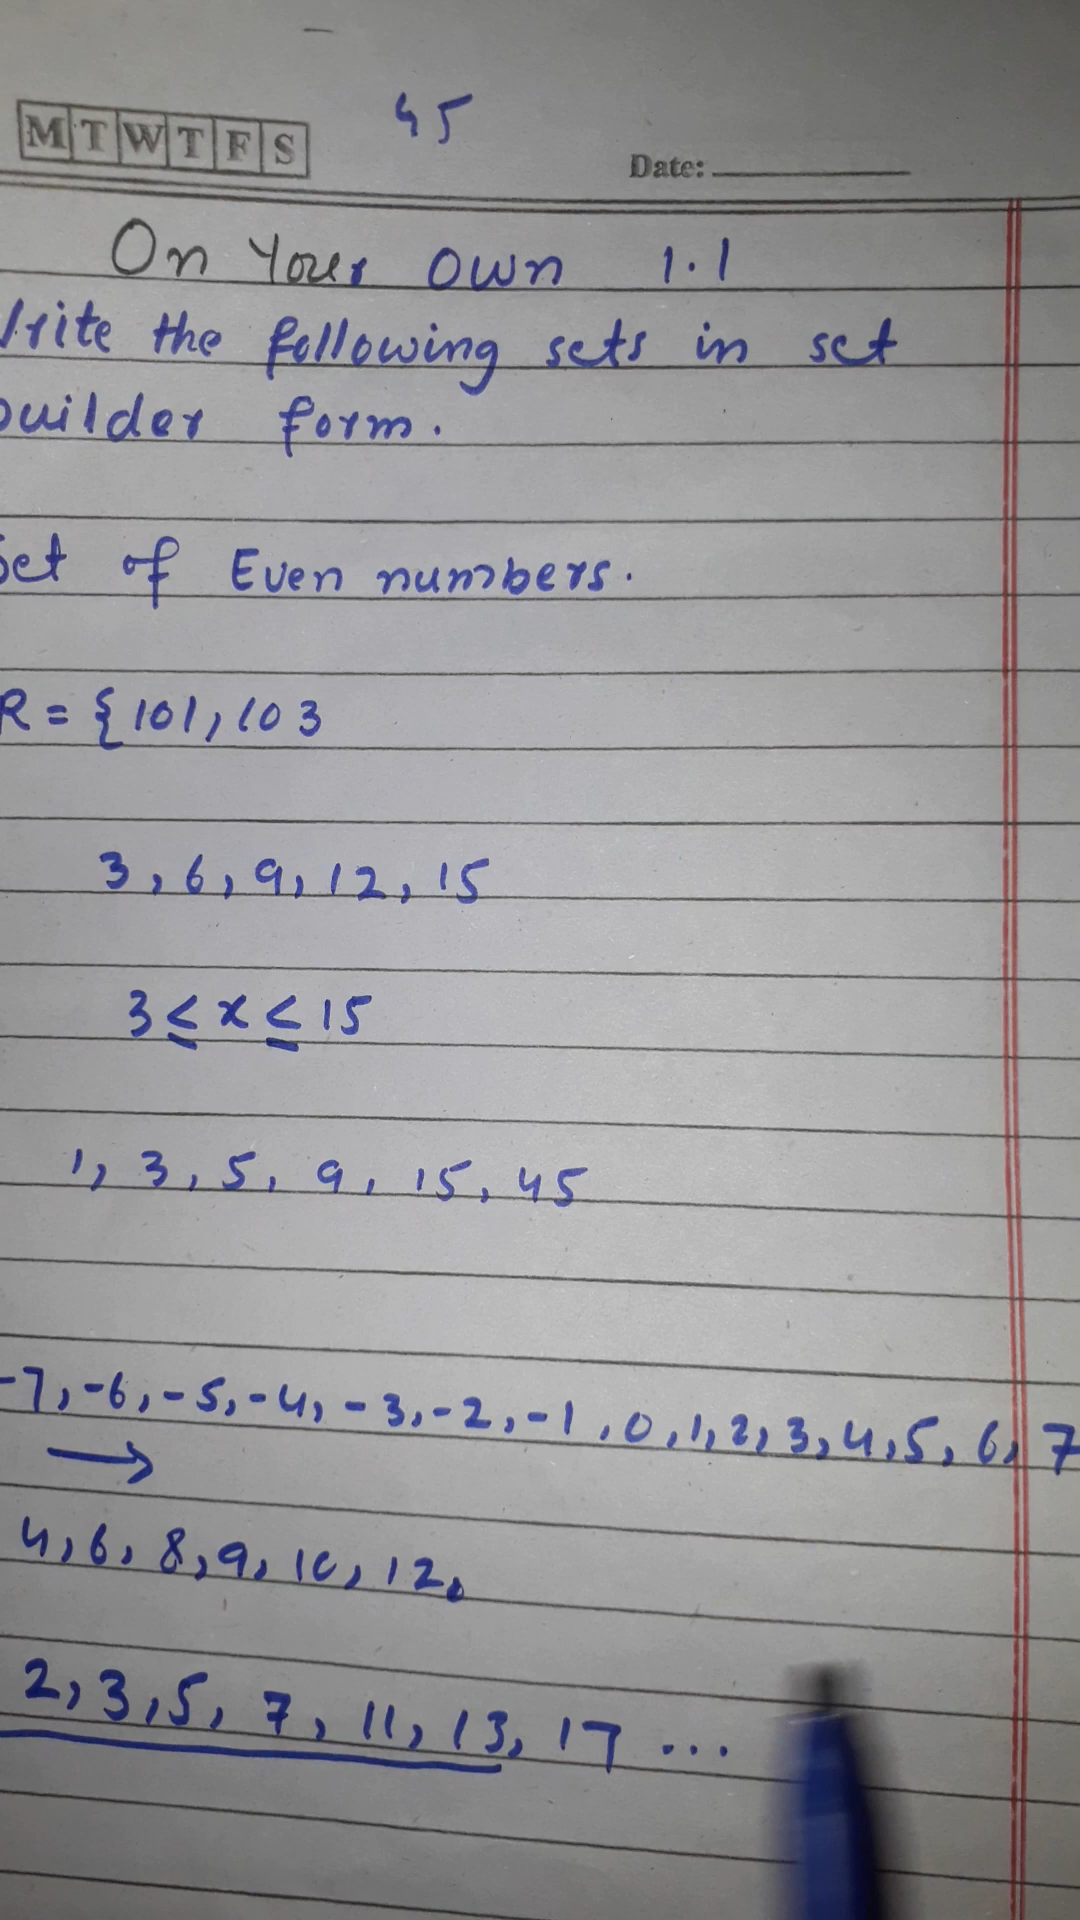 45
M T W T F S
Date:
On Your Own 1.1
Write the following sets in set
builder form.
Set of Even numbers.
R = {101, 103
3, 6, 9, 12, 15
3 ≤ x ≤ 15
1, 3, 5, 9, 15, 45
-7, -6, -5, -4, -3, -2, -1, 0, 1, 2, 3, 4, 5, 6, 7
→
4, 6, 8, 9, 10, 12,
2, 3, 5, 7, 11, 13, 17 ...